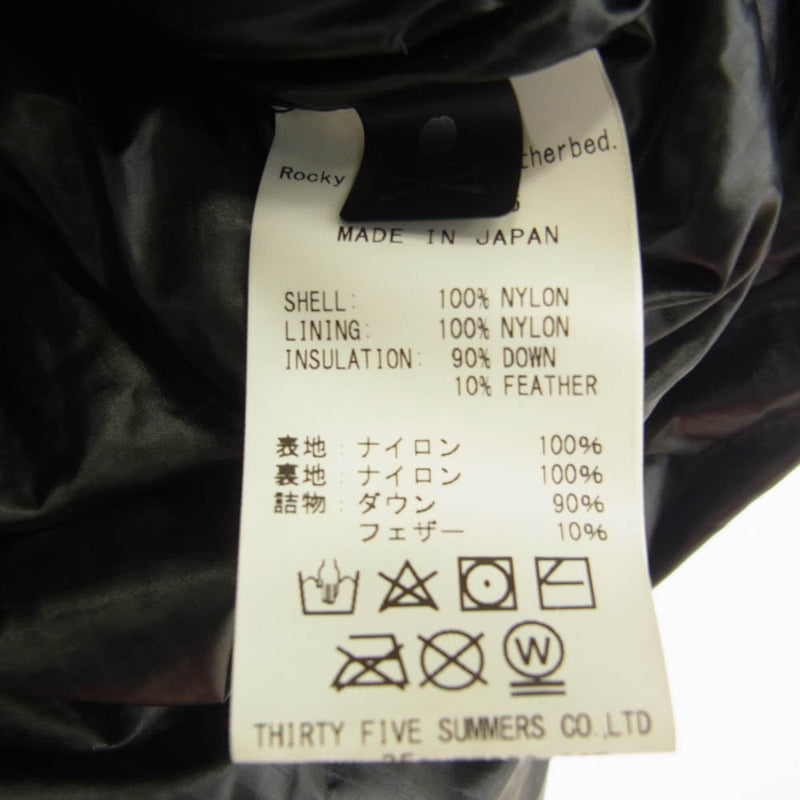 Rocky therbed.
MADE IN JAPAN
SHELL: 100% NYLON
LINING: 100% NYLON
INSULATION: 90% DOWN
10% FEATHER
表地：ナイロン 100%
裏地：ナイロン 100%
詰物：ダウン 90%
フェザー 10%
W
THIRTY FIVE SUMMERS CO.,LTD